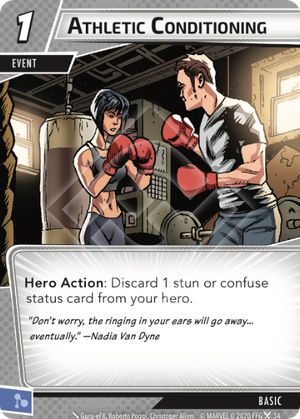 1
ATHLETIC CONDITIONING
EVENT
Hero Action: Discard 1 stun or confuse
status card from your hero.
"Don't worry, the ringing in your ears will go away...
eventually." —Nadia Van Dyne
BASIC
Guru-eFX, Roberto Poggi, Christopher Allen © MARVEL © 2020 FFG 34